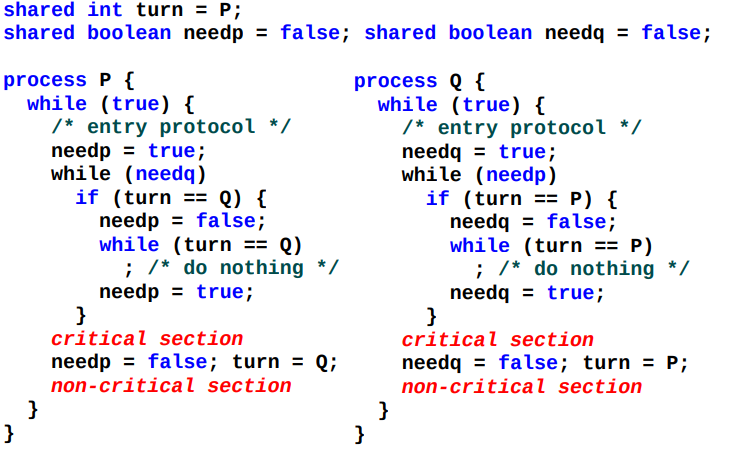 shared int turn = P;
shared boolean needp = false; shared boolean needq = false;
process P {
  while (true) {
    /* entry protocol */
    needp = true;
    while (needq)
      if (turn == Q) {
        needp = false;
        while (turn == Q)
          ; /* do nothing */
        needp = true;
      }
    critical section
    needp = false; turn = Q;
    non-critical section
  }
}
process Q {
  while (true) {
    /* entry protocol */
    needq = true;
    while (needp)
      if (turn == P) {
        needq = false;
        while (turn == P)
          ; /* do nothing */
        needq = true;
      }
    critical section
    needq = false; turn = P;
    non-critical section
  }
}